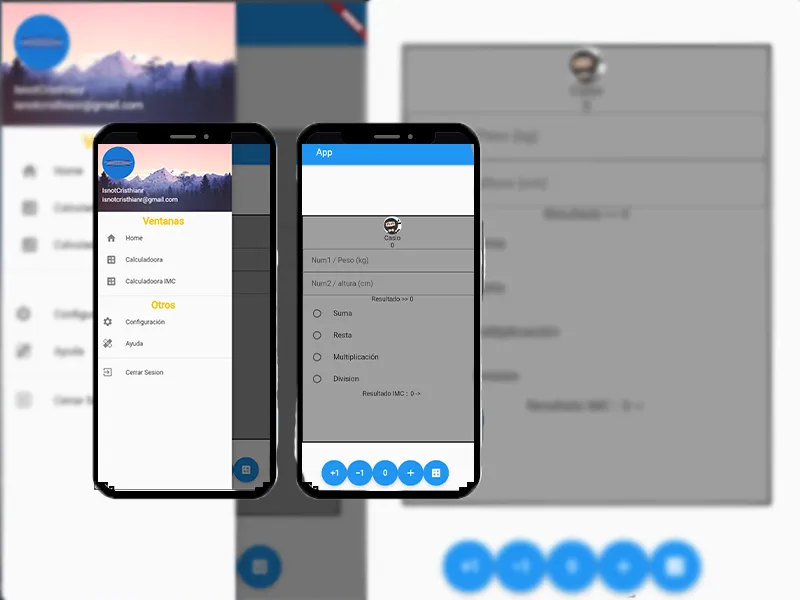 IsnotCristhianr
isnotcristhianr@gmail.com
Ventanas
Home
Calculadoora
Calculadoora IMC
Otros
Configuración
Ayuda
Cerrar Sesion
App
Casio
0
Num1 / Peso (kg)
Num2 / altura (cm)
Resultado >> 0
Suma
Resta
Multiplicación
Division
Resultado IMC : 0 ->
+1
−1
0
+